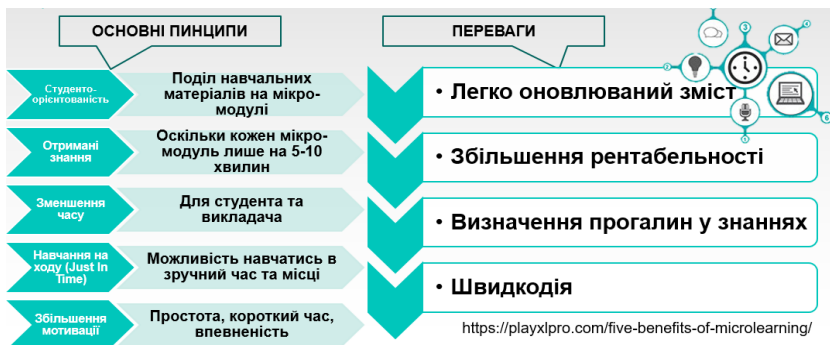 ОСНОВНІ ПИНЦИПИ
Студенто-
орієнтованість
Поділ навчальних
матеріалів на мікро-
модулі
Отримані
знання
Оскільки кожен мікро-
модуль лише на 5-10
хвилин
Зменшення
часу
Для студента та
викладача
Навчання на
ходу (Just In
Time)
Можливість навчатись в
зручний час та місці
Збільшення
мотивації
Простота, короткий час,
впевненість
ПЕРЕВАГИ
• Легко оновлюваний зміст
• Збільшення рентабельності
• Визначення прогалин у знаннях
• Швидкодія
https://playxlpro.com/five-benefits-of-microlearning/